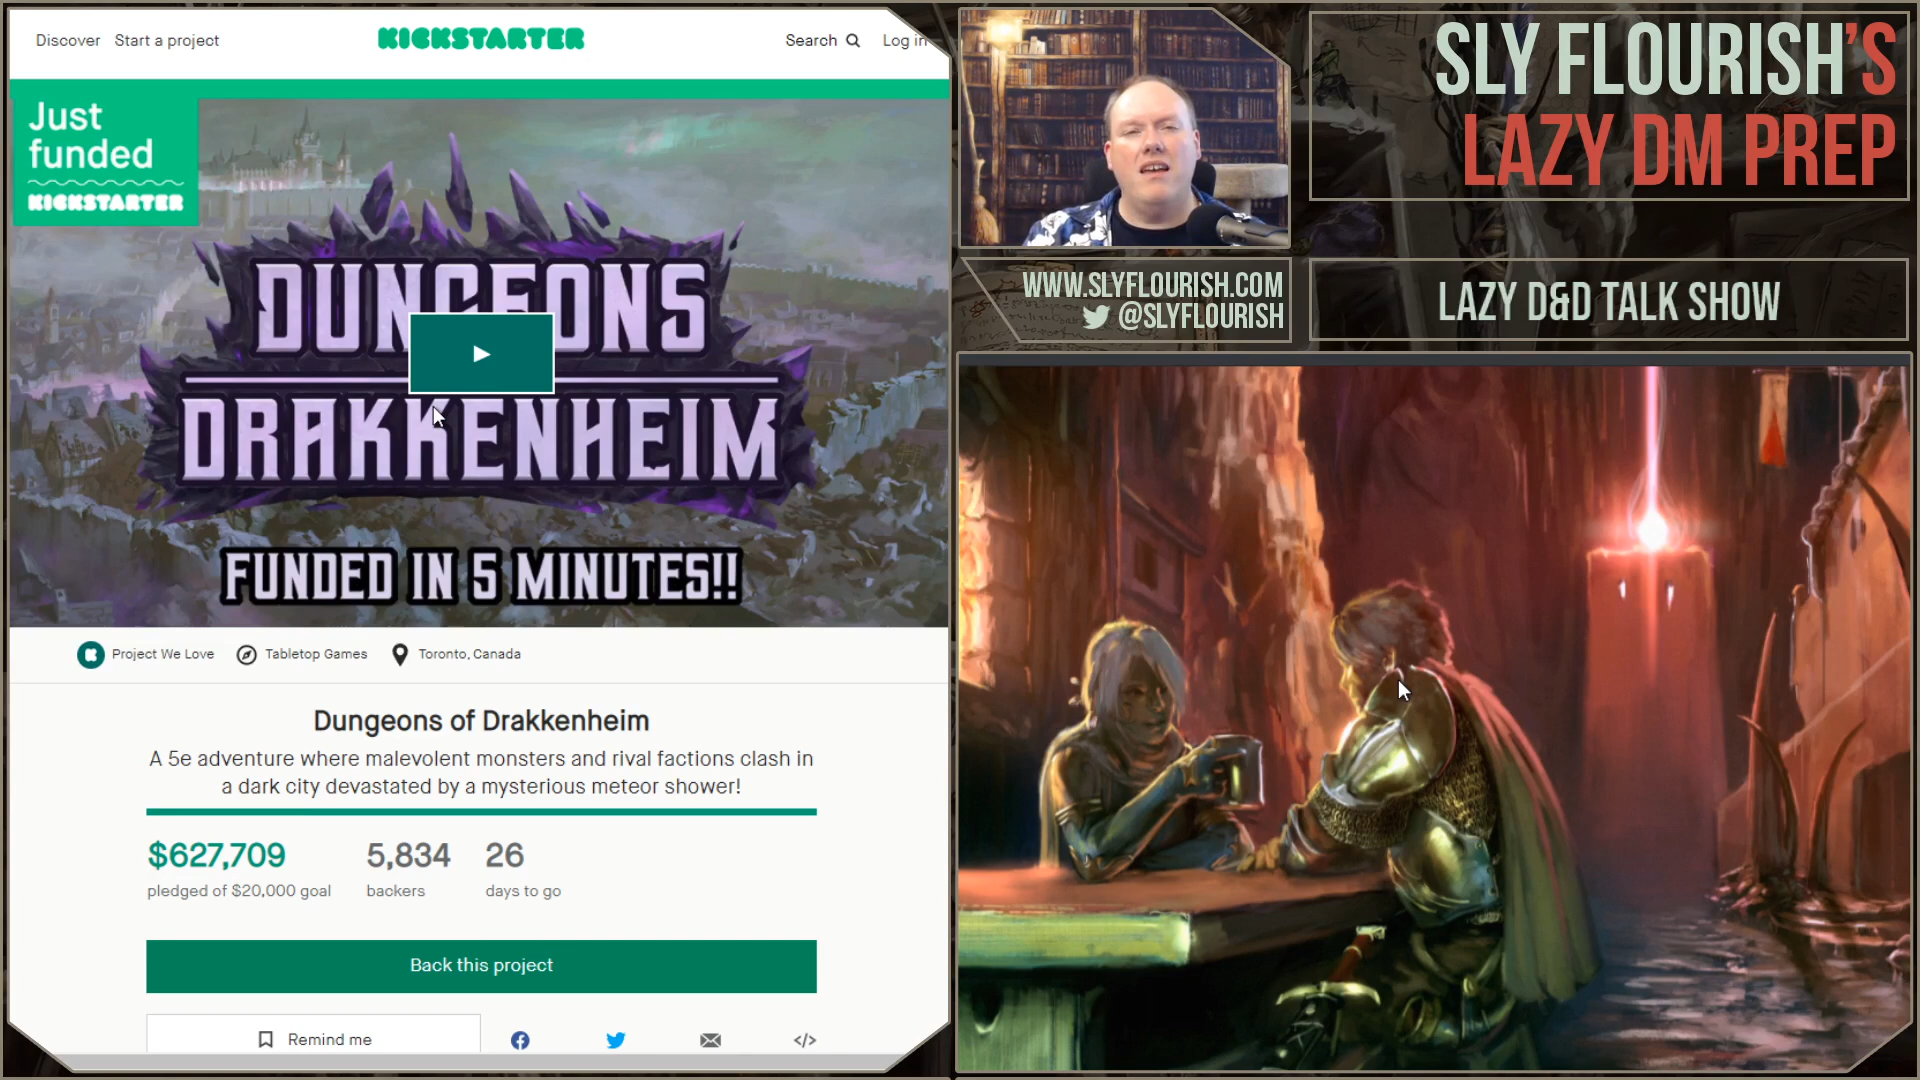 Discover Start a project
KICKSTARTER
Search
Log in
Just
funded
KICKSTARTER
DUNGEONS
DRAKKENHEIM
FUNDED IN 5 MINUTES!!
Project We Love
Tabletop Games
Toronto, Canada
Dungeons of Drakkenheim
A 5e adventure where malevolent monsters and rival factions clash in
a dark city devastated by a mysterious meteor shower!
$627,709
pledged of $20,000 goal
5,834
backers
26
days to go
Back this project
Remind me
</>
SLY FLOURISH'S
LAZY DM PREP
WWW.SLYFLOURISH.COM
@SLYFLOURISH
LAZY D&D TALK SHOW